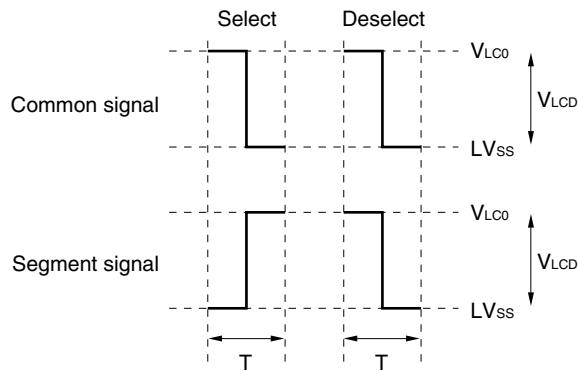 Select Deselect
VLC0
Common signal
VLCD
LVSS
VLC0
Segment signal
VLCD
LVSS
T T